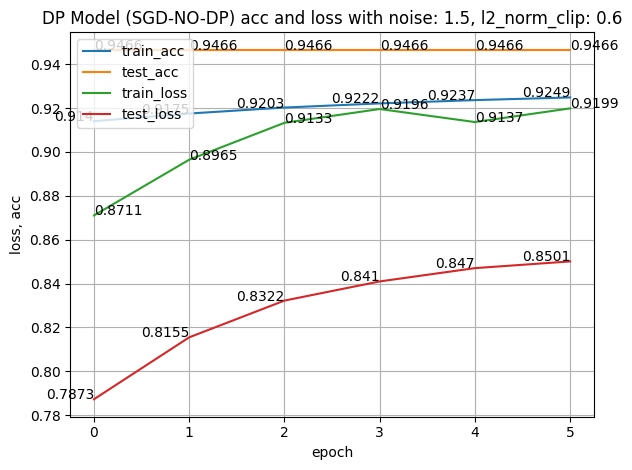 DP Model (SGD-NO-DP) acc and loss with noise: 1.5, l2_norm_clip: 0.6
0.9466 0.9466 0.9466 0.9466 0.9466 0.9466
train_acc
test_acc
train_loss
test_loss
0.914 0.9175 0.9203 0.9222 0.9237 0.9249
0.8711 0.8965 0.9133 0.9196 0.9137 0.9199
0.7873 0.8155 0.8322 0.841 0.847 0.8501
0.94
0.92
0.90
0.88
0.86
0.84
0.82
0.80
0.78
loss, acc
0 1 2 3 4 5
epoch